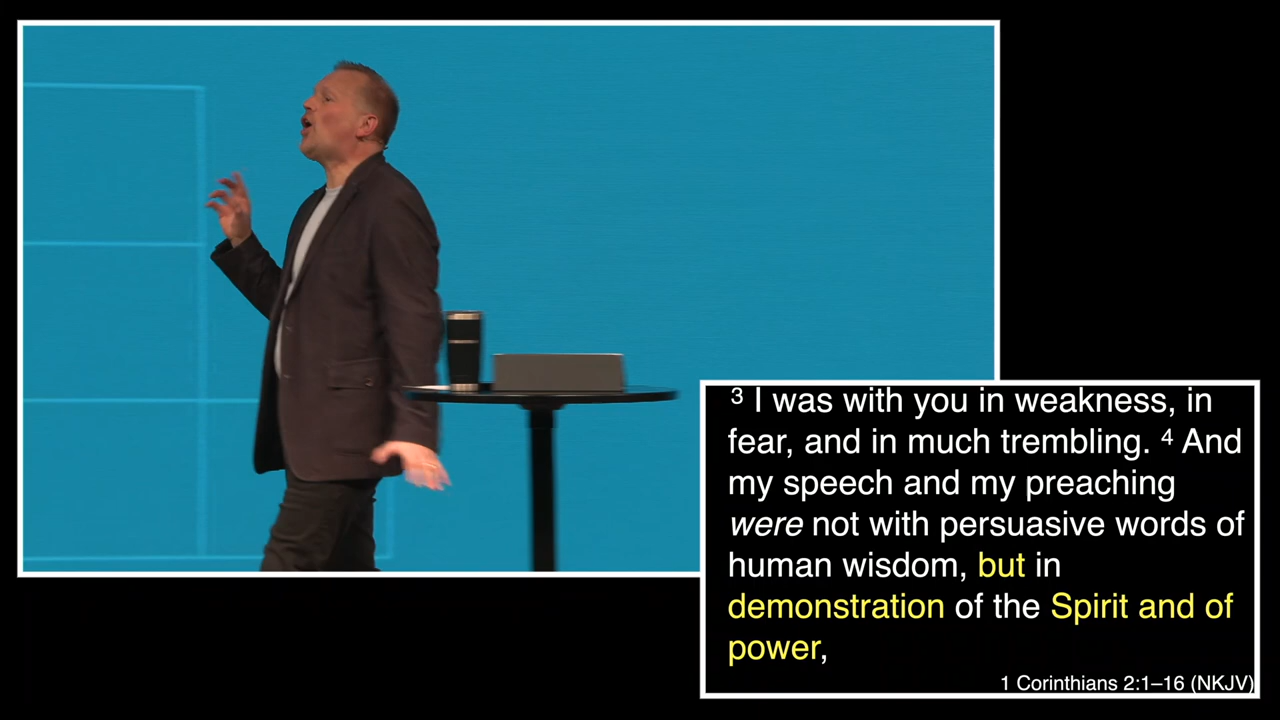 ³ I was with you in weakness, in
fear, and in much trembling. ⁴ And
my speech and my preaching
were not with persuasive words of
human wisdom, but in
demonstration of the Spirit and of
power,
1 Corinthians 2:1–16 (NKJV)